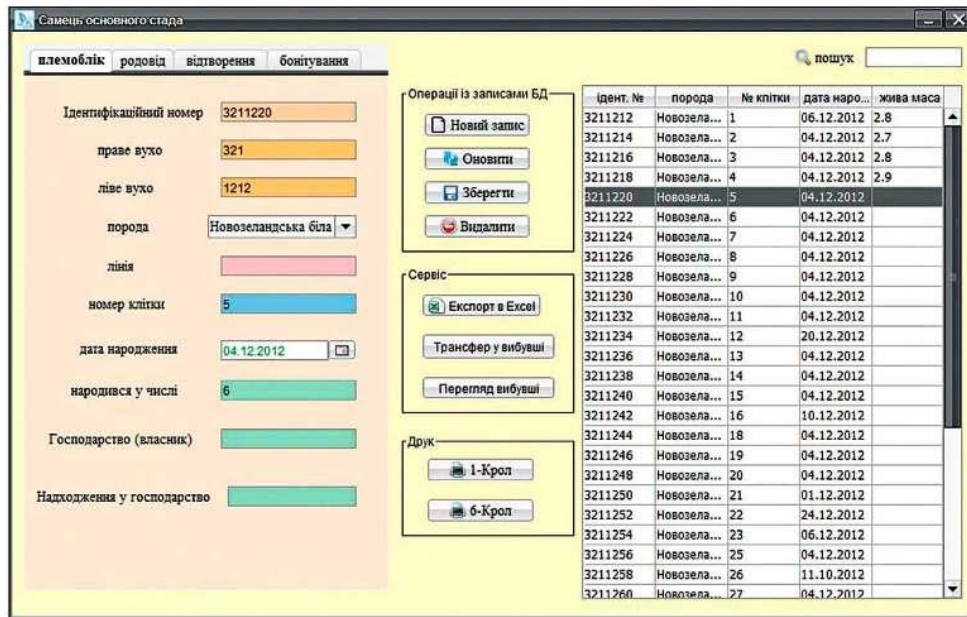 Самець основного стада
племоблік родовід відтворення бонітування
Ідентифікаційний номер 3211220
праве вухо 321
ліве вухо 1212
порода Новозеландська біла
лінія
номер клітки 5
дата народження 04.12.2012
народився у числі 6
Господарство (власник)
Надходження у господарство
Операції із записами БД
Новий запис
Оновити
Зберегти
Видалити
Сервіс
Експорт в Excel
Трансфер у вибувші
Перегляд вибувші
Друк
1-Крол
6-Крол
пошук
ідент. № порода № клітки дата наро... жива маса
3211212 Новозела... 1 06.12.2012 2.8
3211214 Новозела... 2 04.12.2012 2.7
3211216 Новозела... 3 04.12.2012 2.8
3211218 Новозела... 4 04.12.2012 2.9
3211220 Новозела... 5 04.12.2012
3211222 Новозела... 6 04.12.2012
3211224 Новозела... 7 04.12.2012
3211226 Новозела... 8 04.12.2012
3211228 Новозела... 9 04.12.2012
3211230 Новозела... 10 04.12.2012
3211232 Новозела... 11 04.12.2012
3211234 Новозела... 12 20.12.2012
3211236 Новозела... 13 04.12.2012
3211238 Новозела... 14 04.12.2012
3211240 Новозела... 15 04.12.2012
3211242 Новозела... 16 10.12.2012
3211244 Новозела... 18 04.12.2012
3211246 Новозела... 19 04.12.2012
3211248 Новозела... 20 04.12.2012
3211250 Новозела... 21 01.12.2012
3211252 Новозела... 22 24.12.2012
3211254 Новозела... 23 06.12.2012
3211256 Новозела... 25 04.12.2012
3211258 Новозела... 26 11.10.2012
3211260 Новозела... 27 04.12.2012